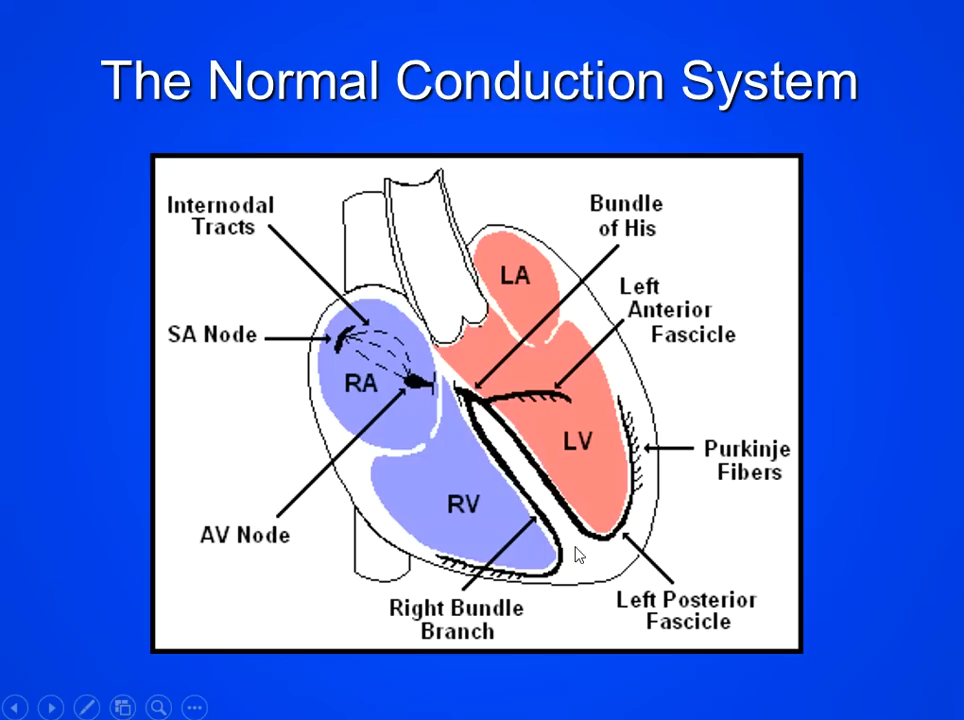 The Normal Conduction System
Internodal
Tracts
Bundle
of His
LA
Left
Anterior
Fascicle
SA Node
RA
LV
Purkinje
Fibers
RV
AV Node
Right Bundle
Branch
Left Posterior
Fascicle